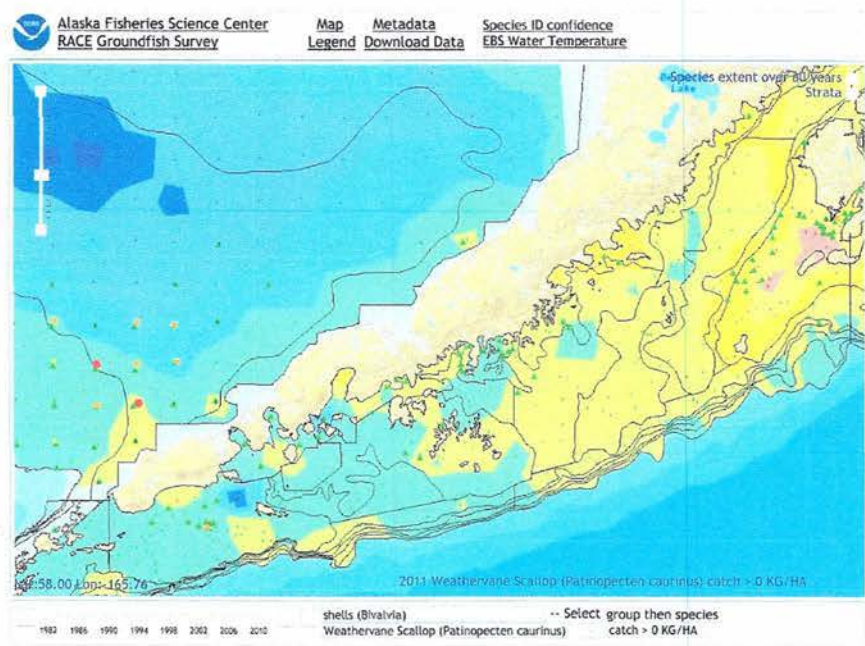 Alaska Fisheries Science Center
RACE Groundfish Survey
Map
Legend
Metadata
Download Data
Species ID confidence
EBS Water Temperature
Species extent over all years
Strata
Lake
58.00 Lon:-165.76
2011 Weathervane Scallop (Patinopecten caurinus) catch > 0 KG/HA
1982 1986 1990 1994 1998 2002 2006 2010
shells (Bivalvia)
Weathervane Scallop (Patinopecten caurinus)
-- Select group then species
catch > 0 KG/HA